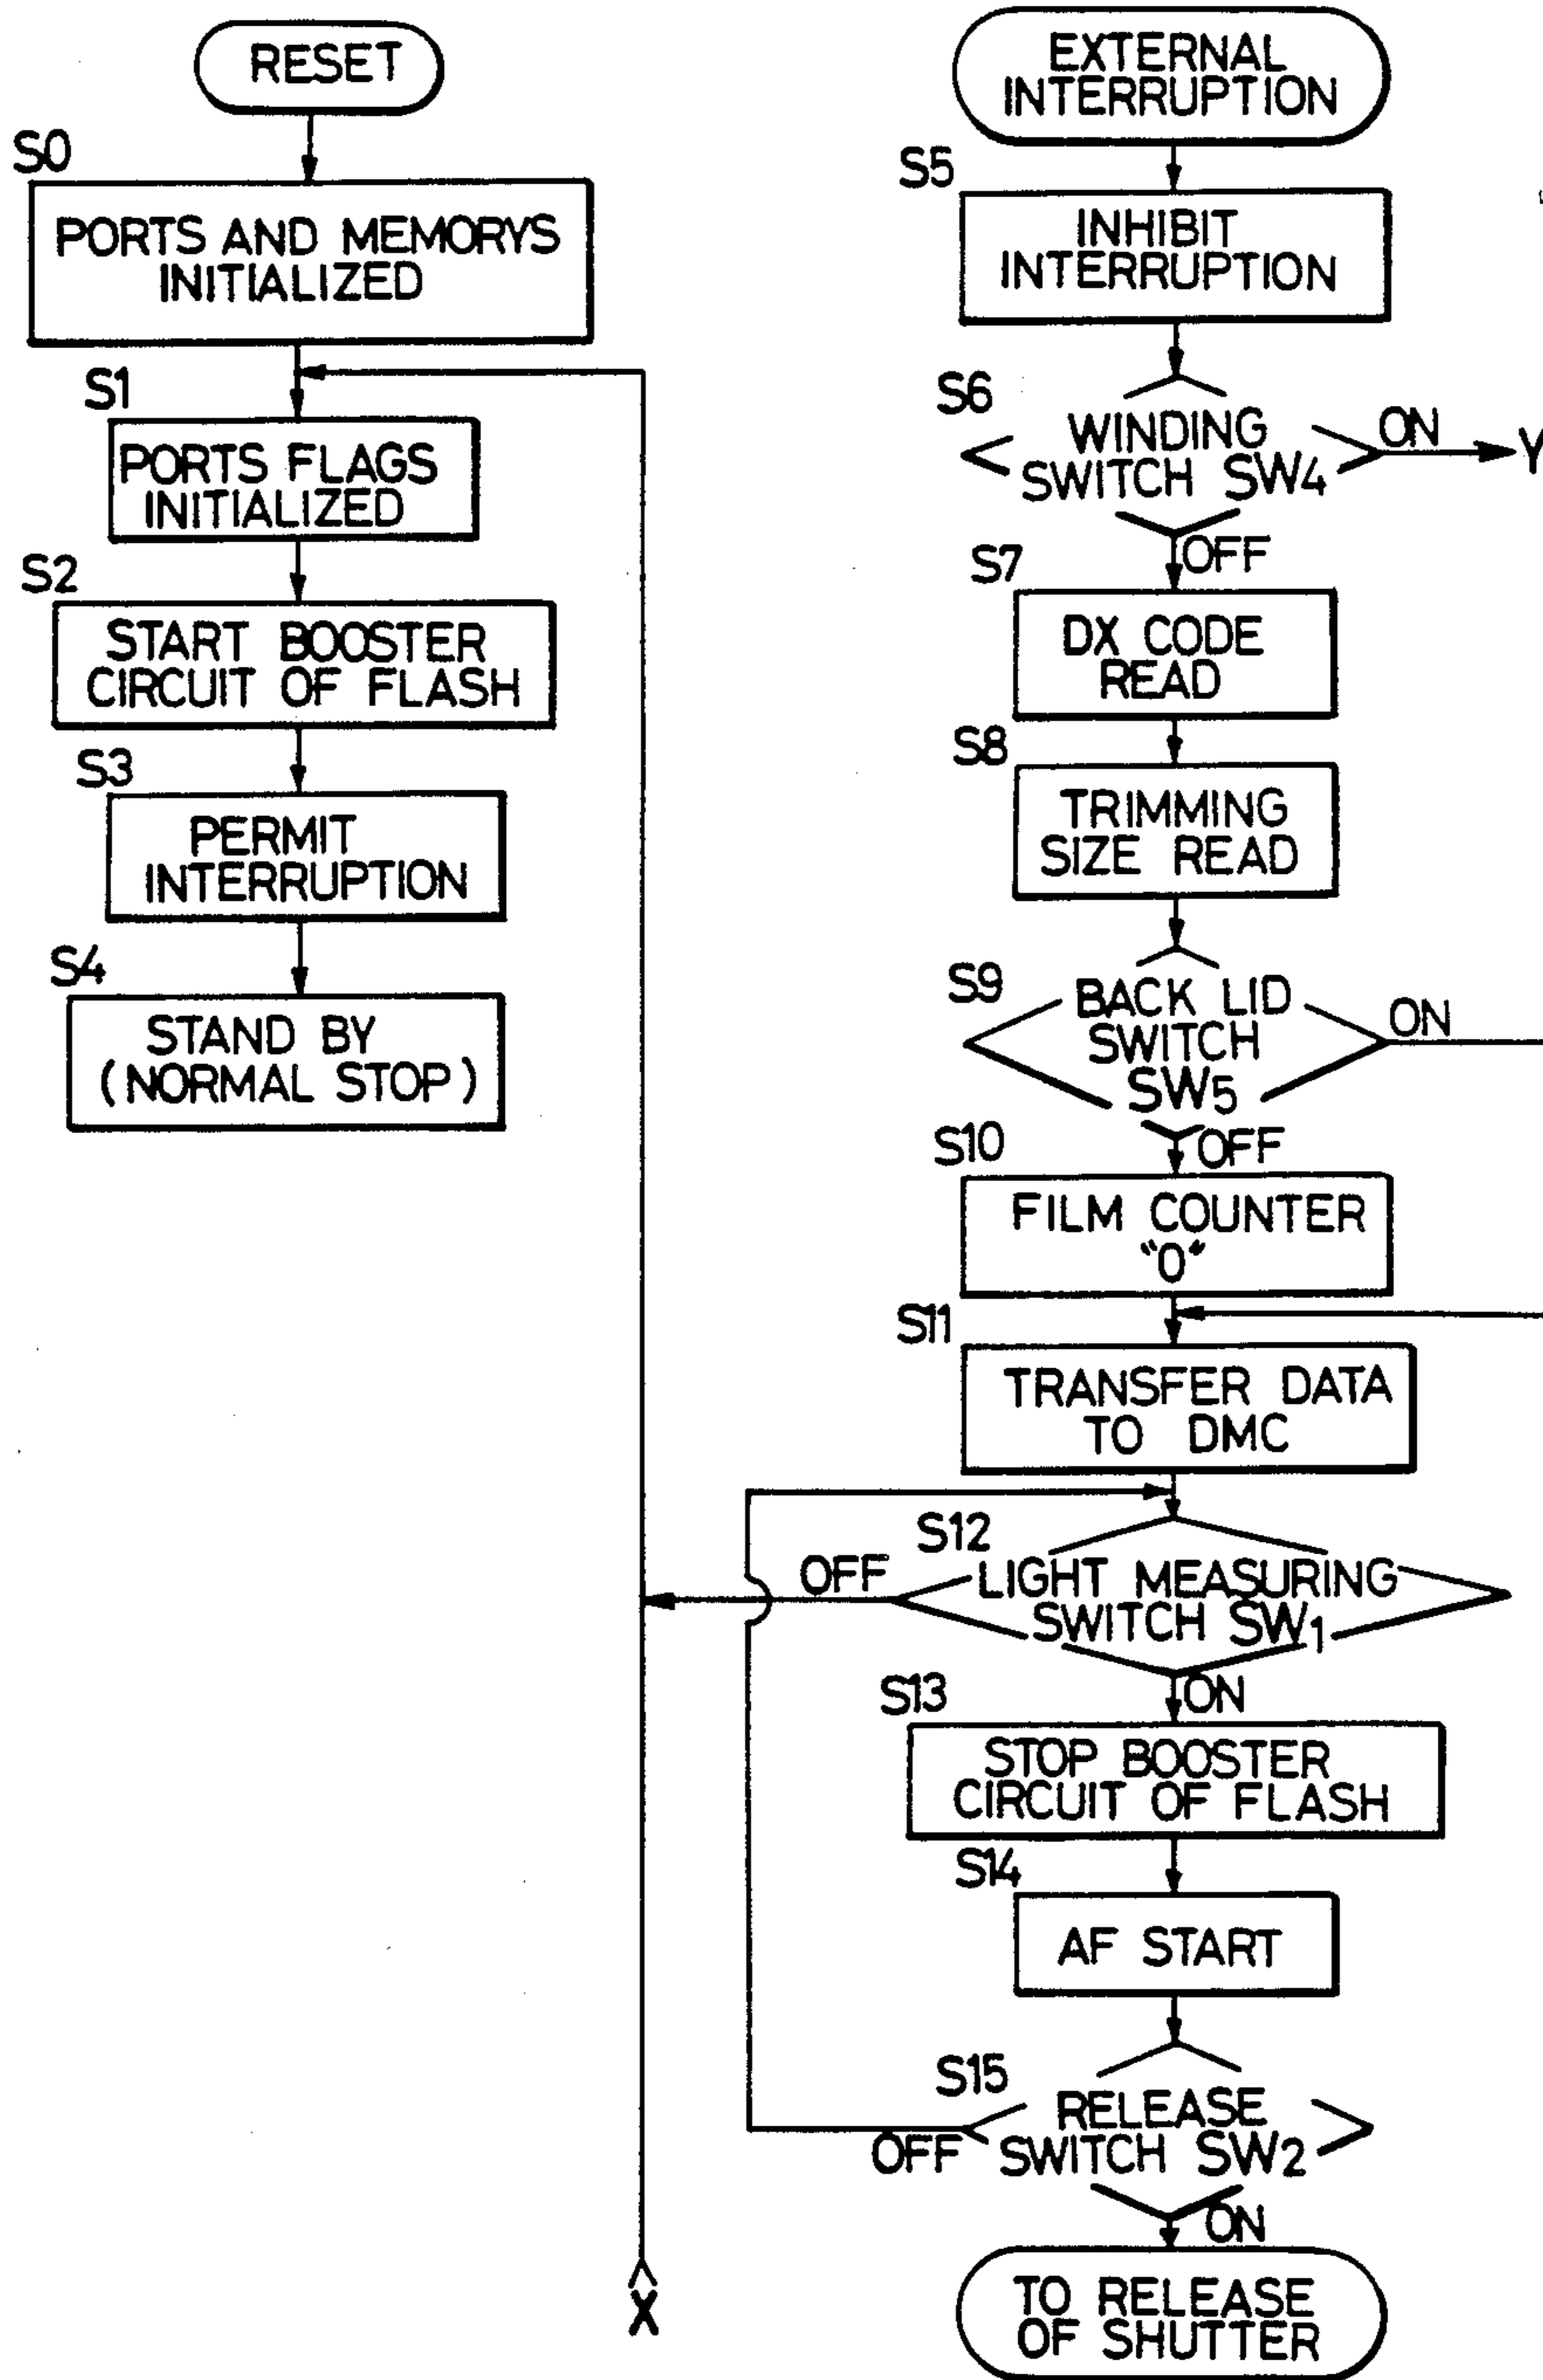 RESET
S0
PORTS AND MEMORYS
INITIALIZED
S1
PORTS FLAGS
INITIALIZED
S2
START BOOSTER
CIRCUIT OF FLASH
S3
PERMIT
INTERRUPTION
S4
STAND BY
(NORMAL STOP)
X
EXTERNAL
INTERRUPTION
S5
INHIBIT
INTERRUPTION
S6
WINDING
SWITCH SW4
ON
Y
OFF
S7
DX CODE
READ
S8
TRIMMING
SIZE READ
S9
BACK LID
SWITCH
SW5
ON
OFF
S10
FILM COUNTER
"0"
S11
TRANSFER DATA
TO DMC
S12
OFF
LIGHT MEASURING
SWITCH SW1
ON
S13
STOP BOOSTER
CIRCUIT OF FLASH
S14
AF START
S15
RELEASE
SWITCH SW2
OFF
ON
TO RELEASE
OF SHUTTER